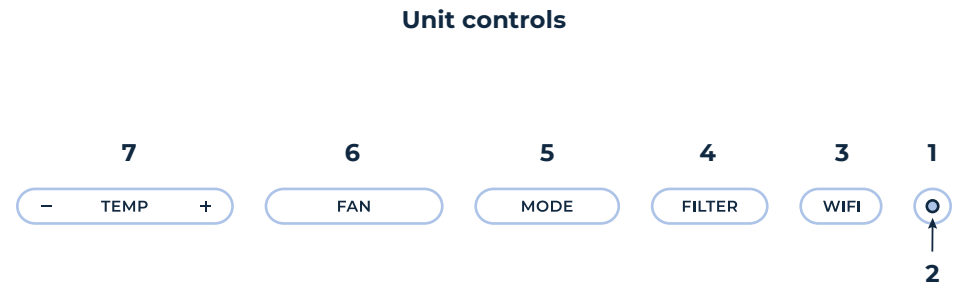 Unit controls
7 6 5 4 3 1
− TEMP + FAN MODE FILTER WIFI
2